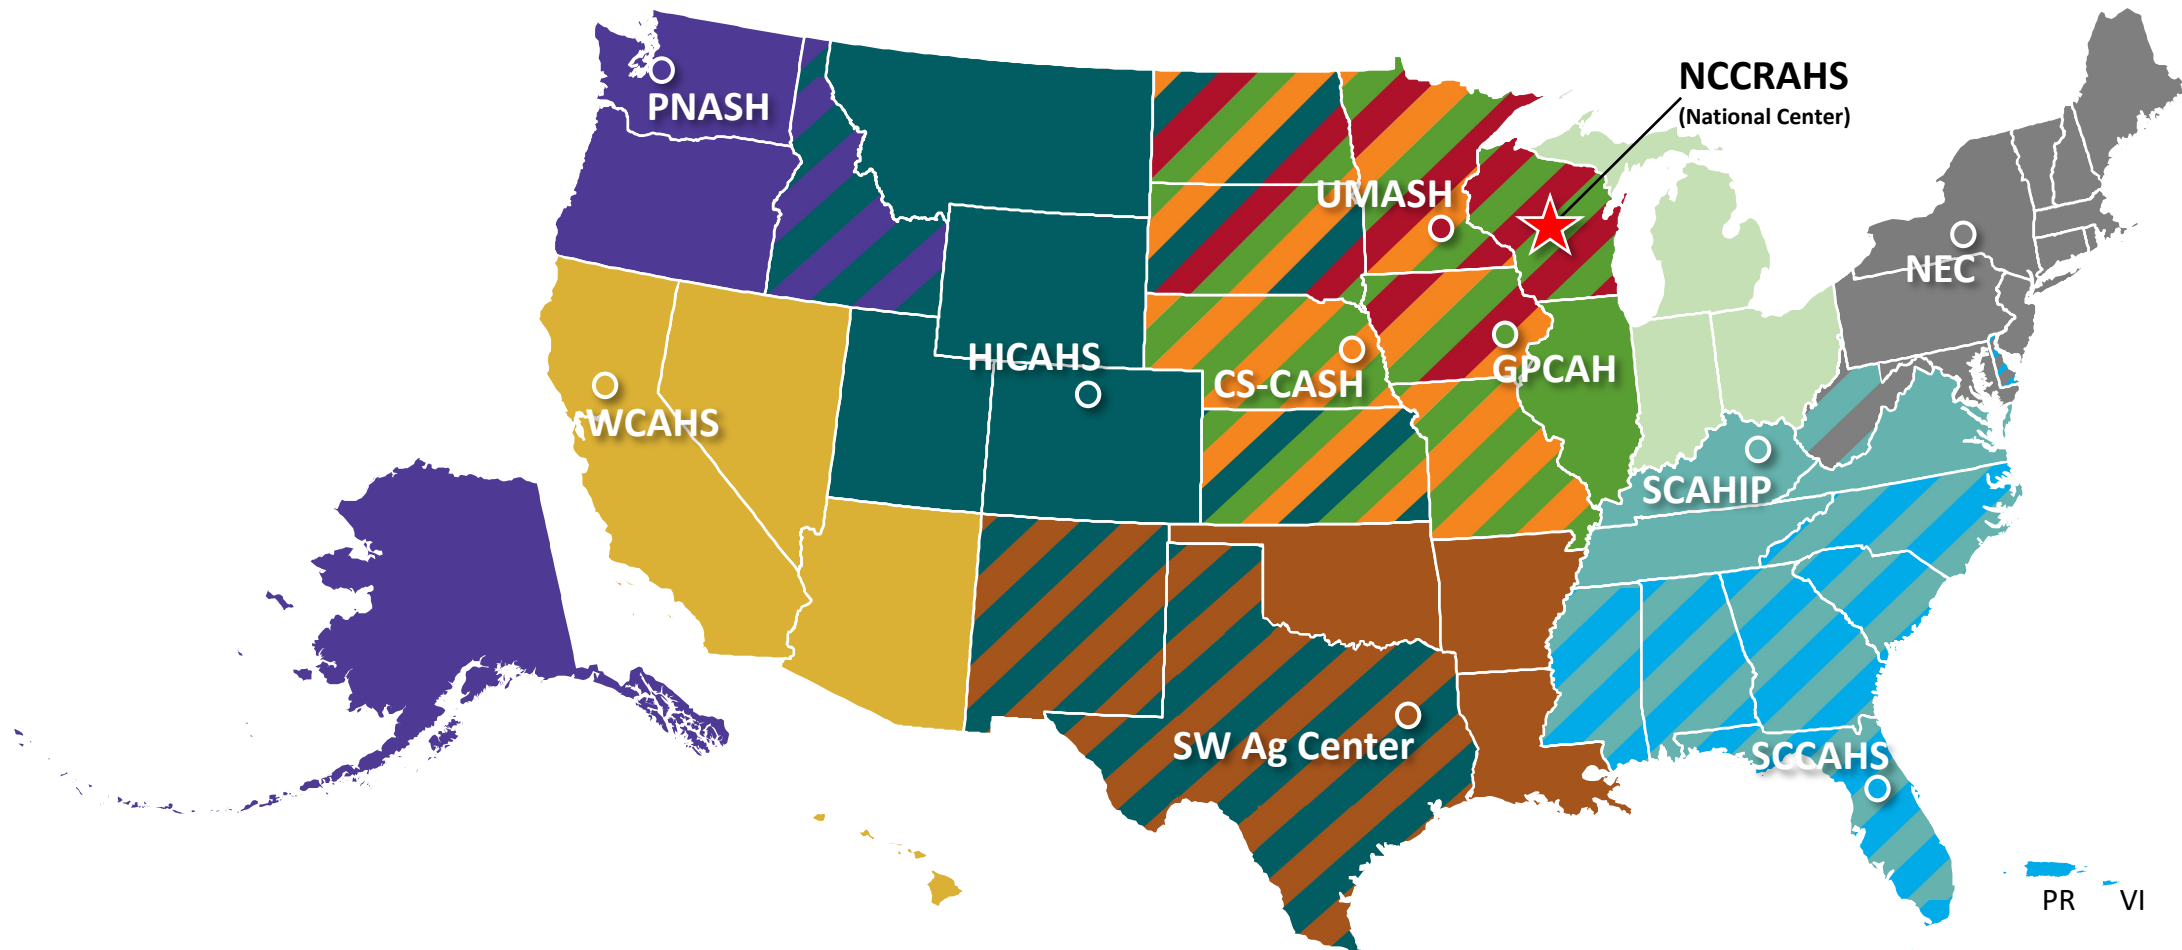 NCCRAHS
(National Center)
PNASH
UMASH
NEC
HICAHS
CS-CASH
GPCAH
WCAHS
SCAHIP
SW Ag Center
SCCAHS
PR VI